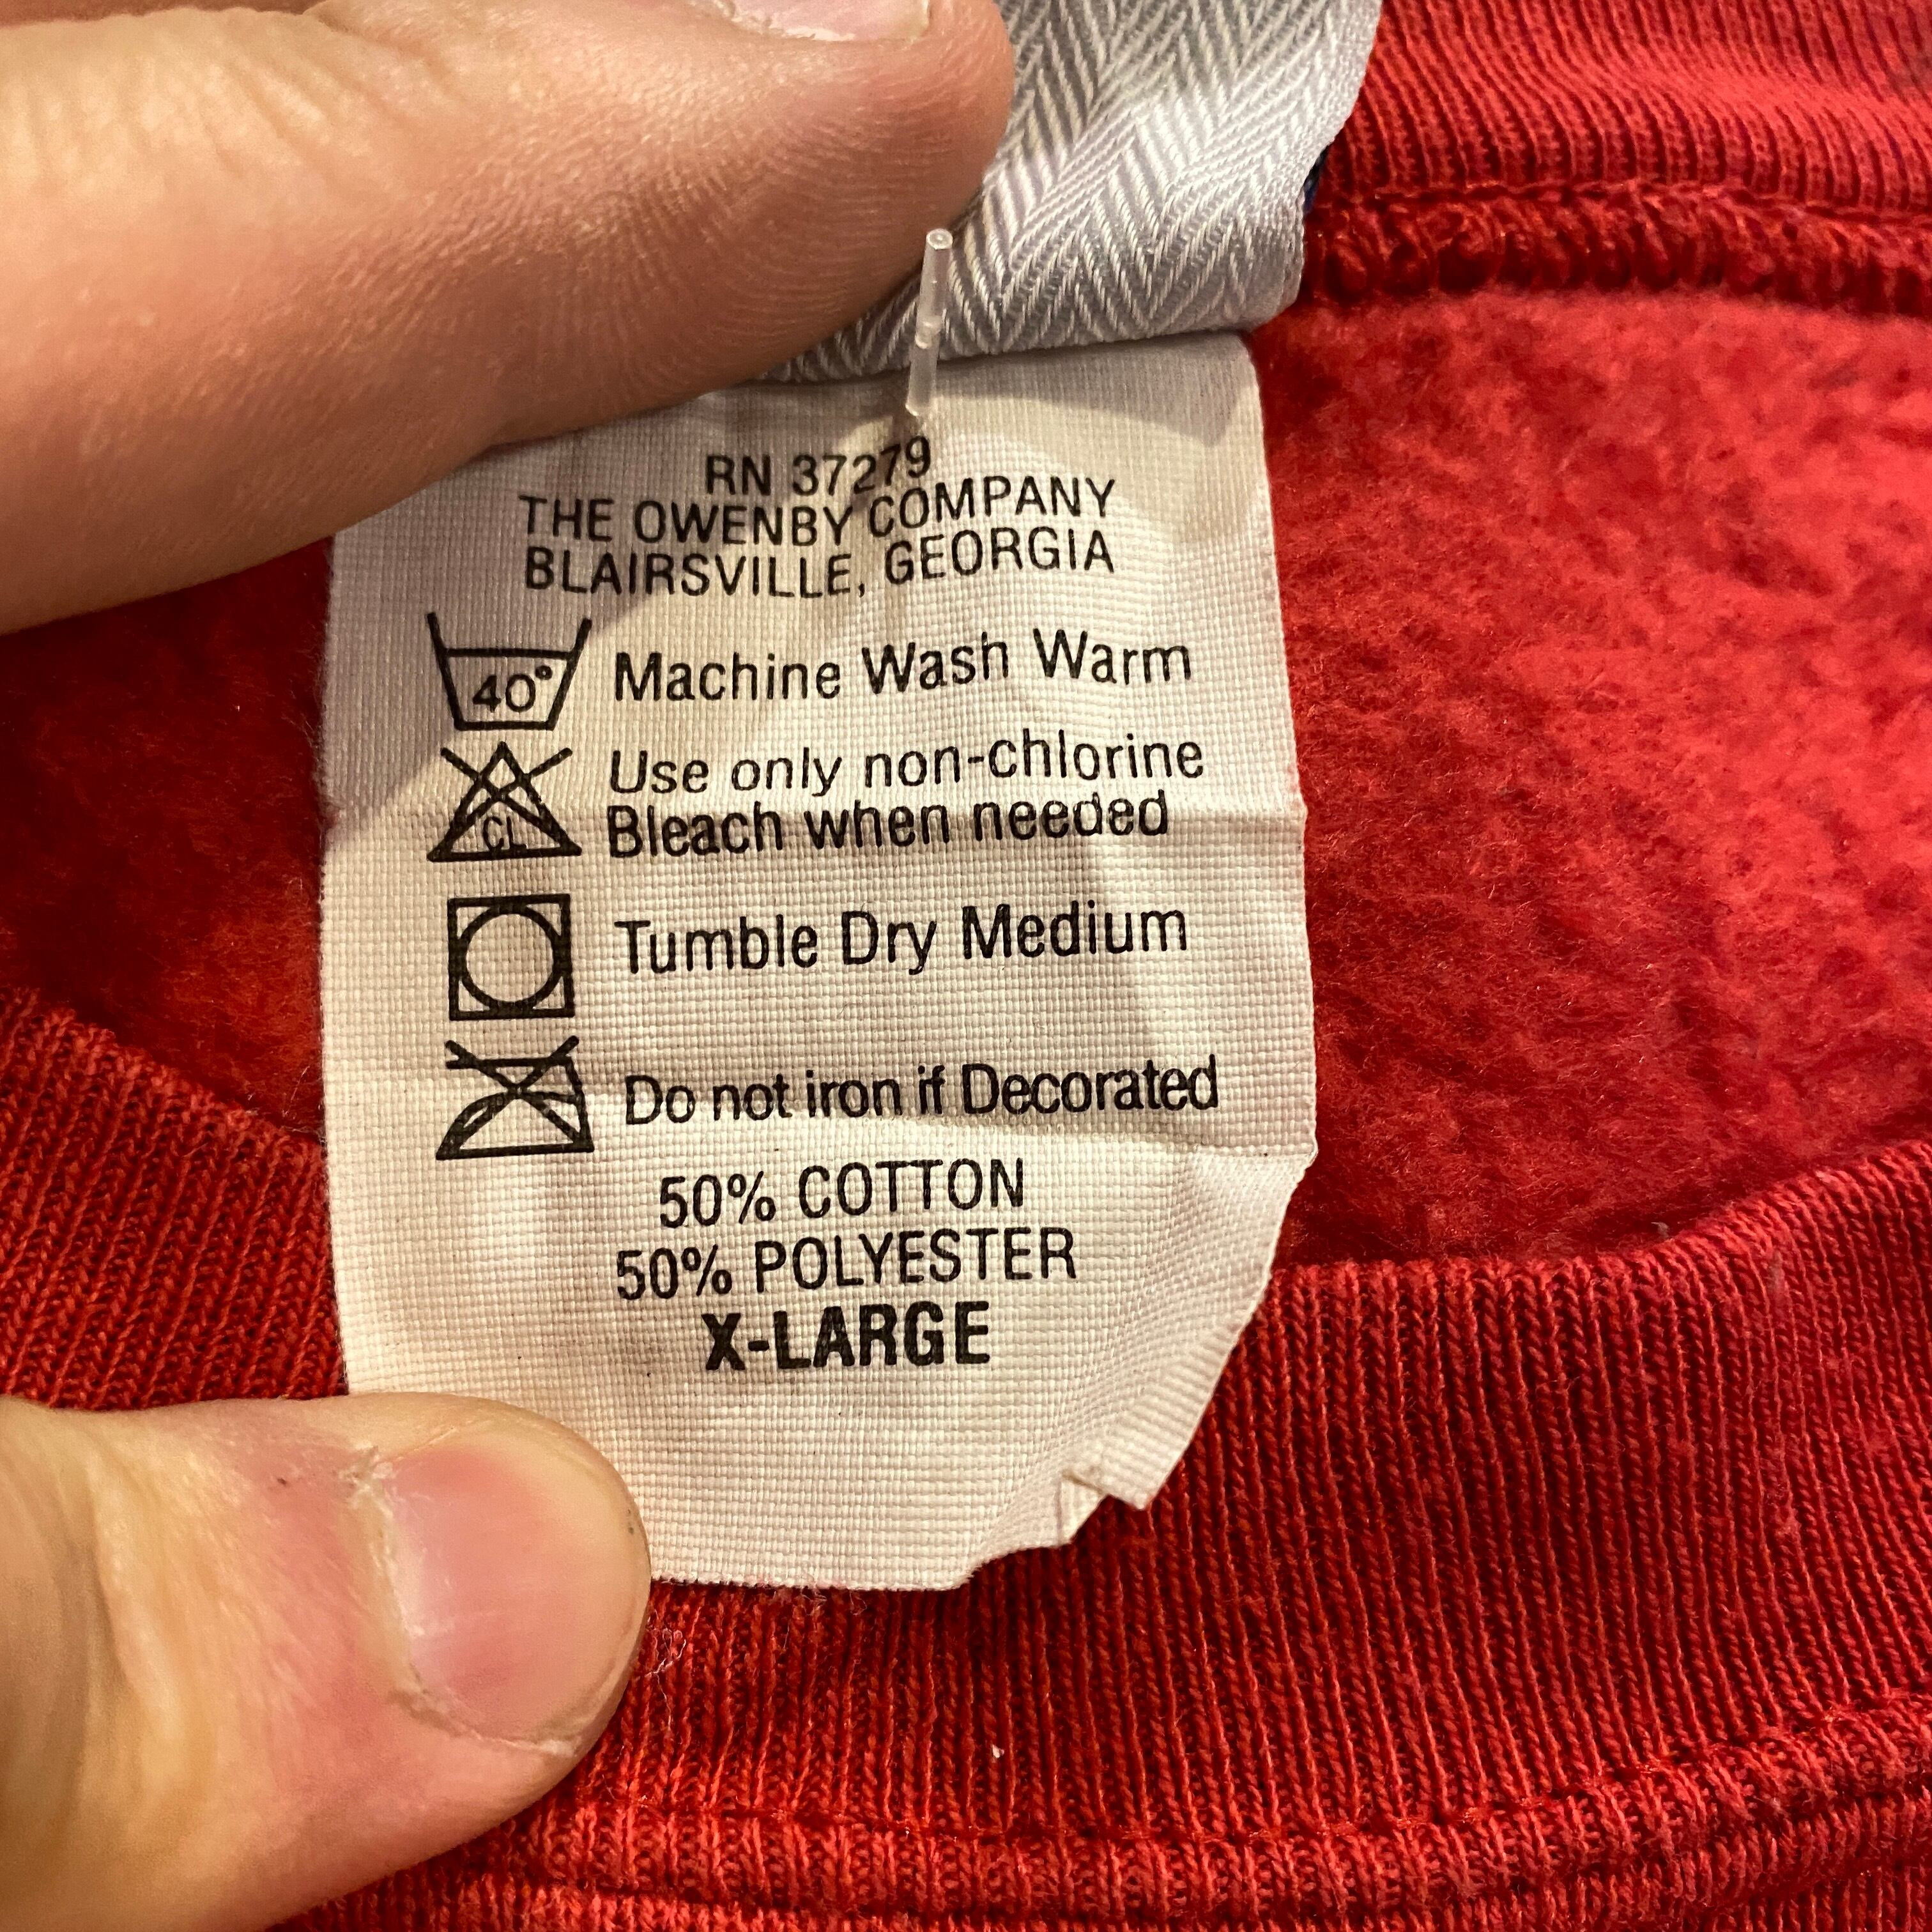 RN 37279
THE OWENBY COMPANY
BLAIRSVILLE, GEORGIA
40° Machine Wash Warm
CL Use only non-chlorine
Bleach when needed
Tumble Dry Medium
Do not iron if Decorated
50% COTTON
50% POLYESTER
X-LARGE